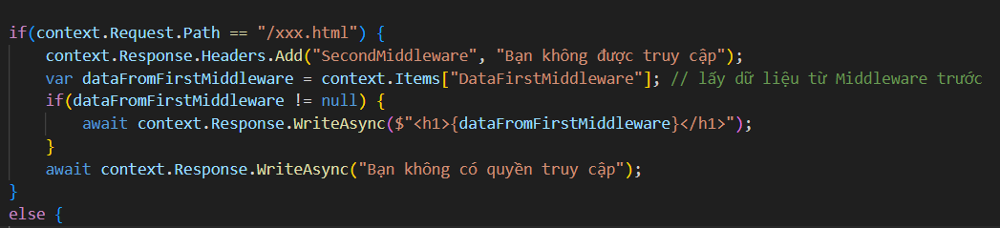 if(context.Request.Path == "/xxx.html") {
context.Response.Headers.Add("SecondMiddleware", "Bạn không được truy cập");
var dataFromFirstMiddleware = context.Items["DataFirstMiddleware"]; // lấy dữ liệu từ Middleware trước
if(dataFromFirstMiddleware != null) {
await context.Response.WriteAsync($"<h1>{dataFromFirstMiddleware}</h1>");
}
await context.Response.WriteAsync("Bạn không có quyền truy cập");
}
else {